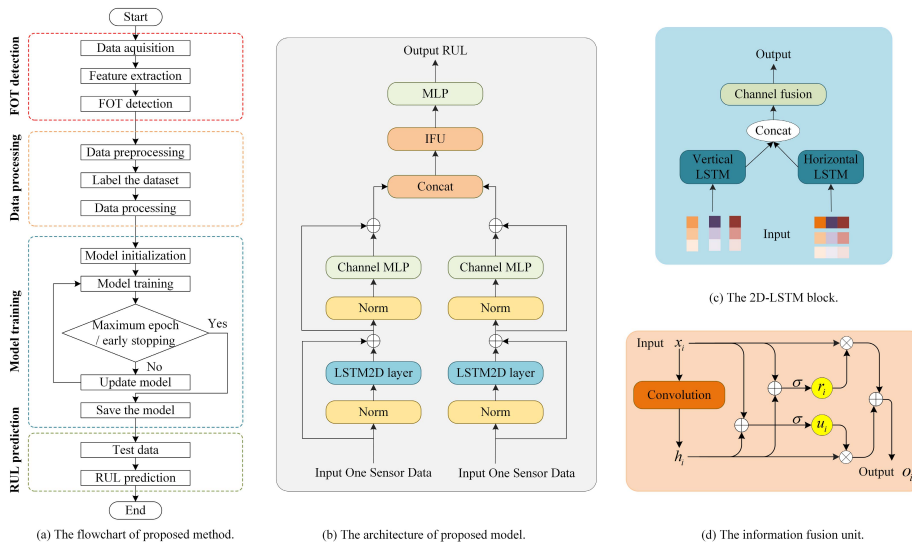 Start
FOT detection
Data aquisition
Feature extraction
FOT detection
Data processing
Data preprocessing
Label the dataset
Data processing
Model training
Model initialization
Model training
Maximum epoch
/ early stopping
Yes
No
Update model
Save the model
RUL prediction
Test data
RUL prediction
End
(a) The flowchart of proposed method.
Output RUL
MLP
IFU
Concat
Channel MLP
Channel MLP
Norm
Norm
LSTM2D layer
LSTM2D layer
Norm
Norm
Input One Sensor Data
Input One Sensor Data
(b) The architecture of proposed model.
Output
Channel fusion
Concat
Vertical
LSTM
Horizontal
LSTM
Input
(c) The 2D-LSTM block.
Input x_i
Convolution
σ r_i
σ u_i
h_i
Output o_i
(d) The information fusion unit.